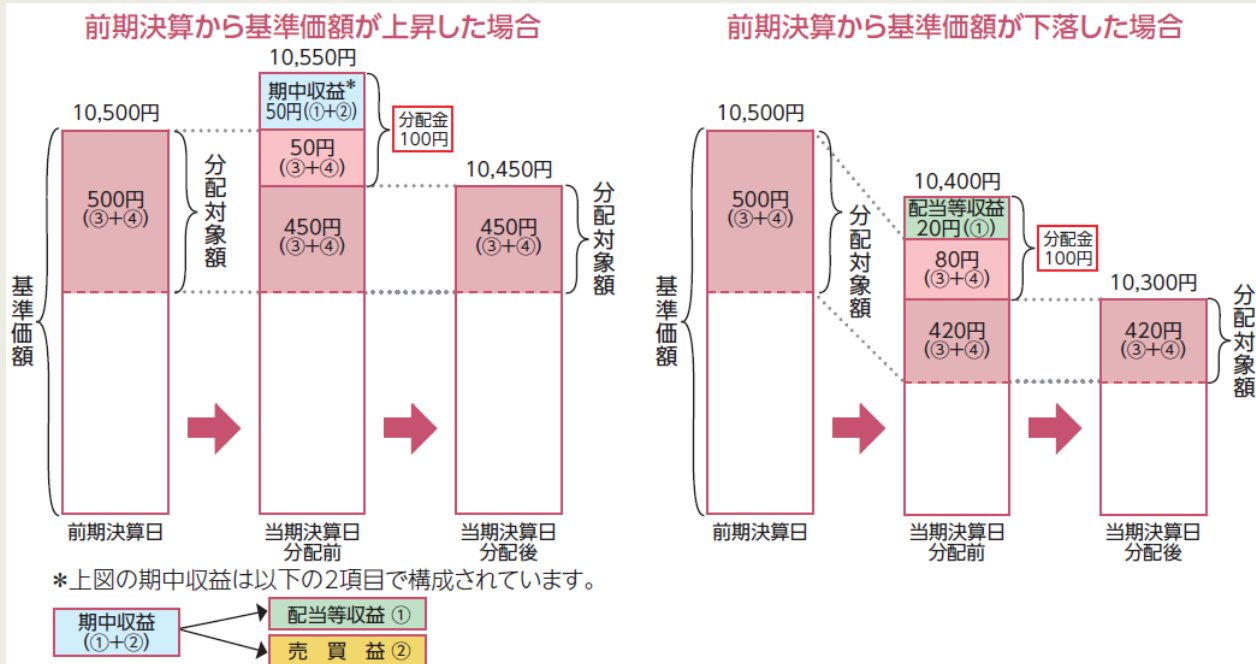 前期決算から基準価額が上昇した場合
10,500円
500円
(③+④)
分配対象額
基準価額
10,550円
期中収益*
50円(①+②)
50円
(③+④)
450円
(③+④)
分配金
100円
10,450円
450円
(③+④)
分配対象額
前期決算日
当期決算日
分配前
当期決算日
分配後
*上図の期中収益は以下の2項目で構成されています。
期中収益
(①+②)
配当等収益 ①
売 買 益 ②
前期決算から基準価額が下落した場合
10,500円
500円
(③+④)
分配対象額
基準価額
10,400円
配当等収益
20円(①)
80円
(③+④)
420円
(③+④)
分配金
100円
10,300円
420円
(③+④)
分配対象額
前期決算日
当期決算日
分配前
当期決算日
分配後